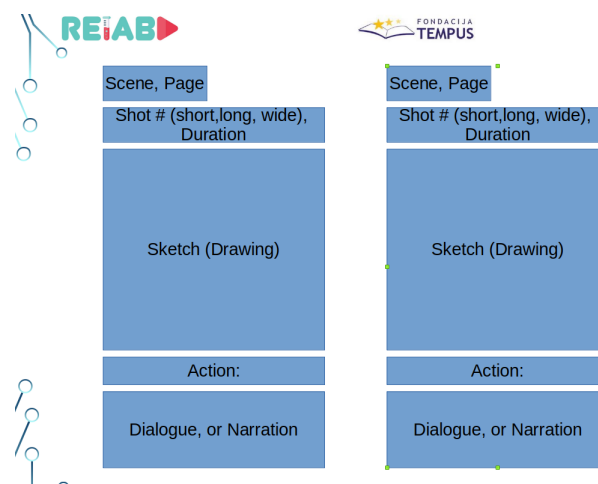 REIABD
FONDACIJA
TEMPUS
Scene, Page
Shot # (short,long, wide),
Duration
Sketch (Drawing)
Action:
Dialogue, or Narration
Scene, Page
Shot # (short,long, wide),
Duration
Sketch (Drawing)
Action:
Dialogue, or Narration